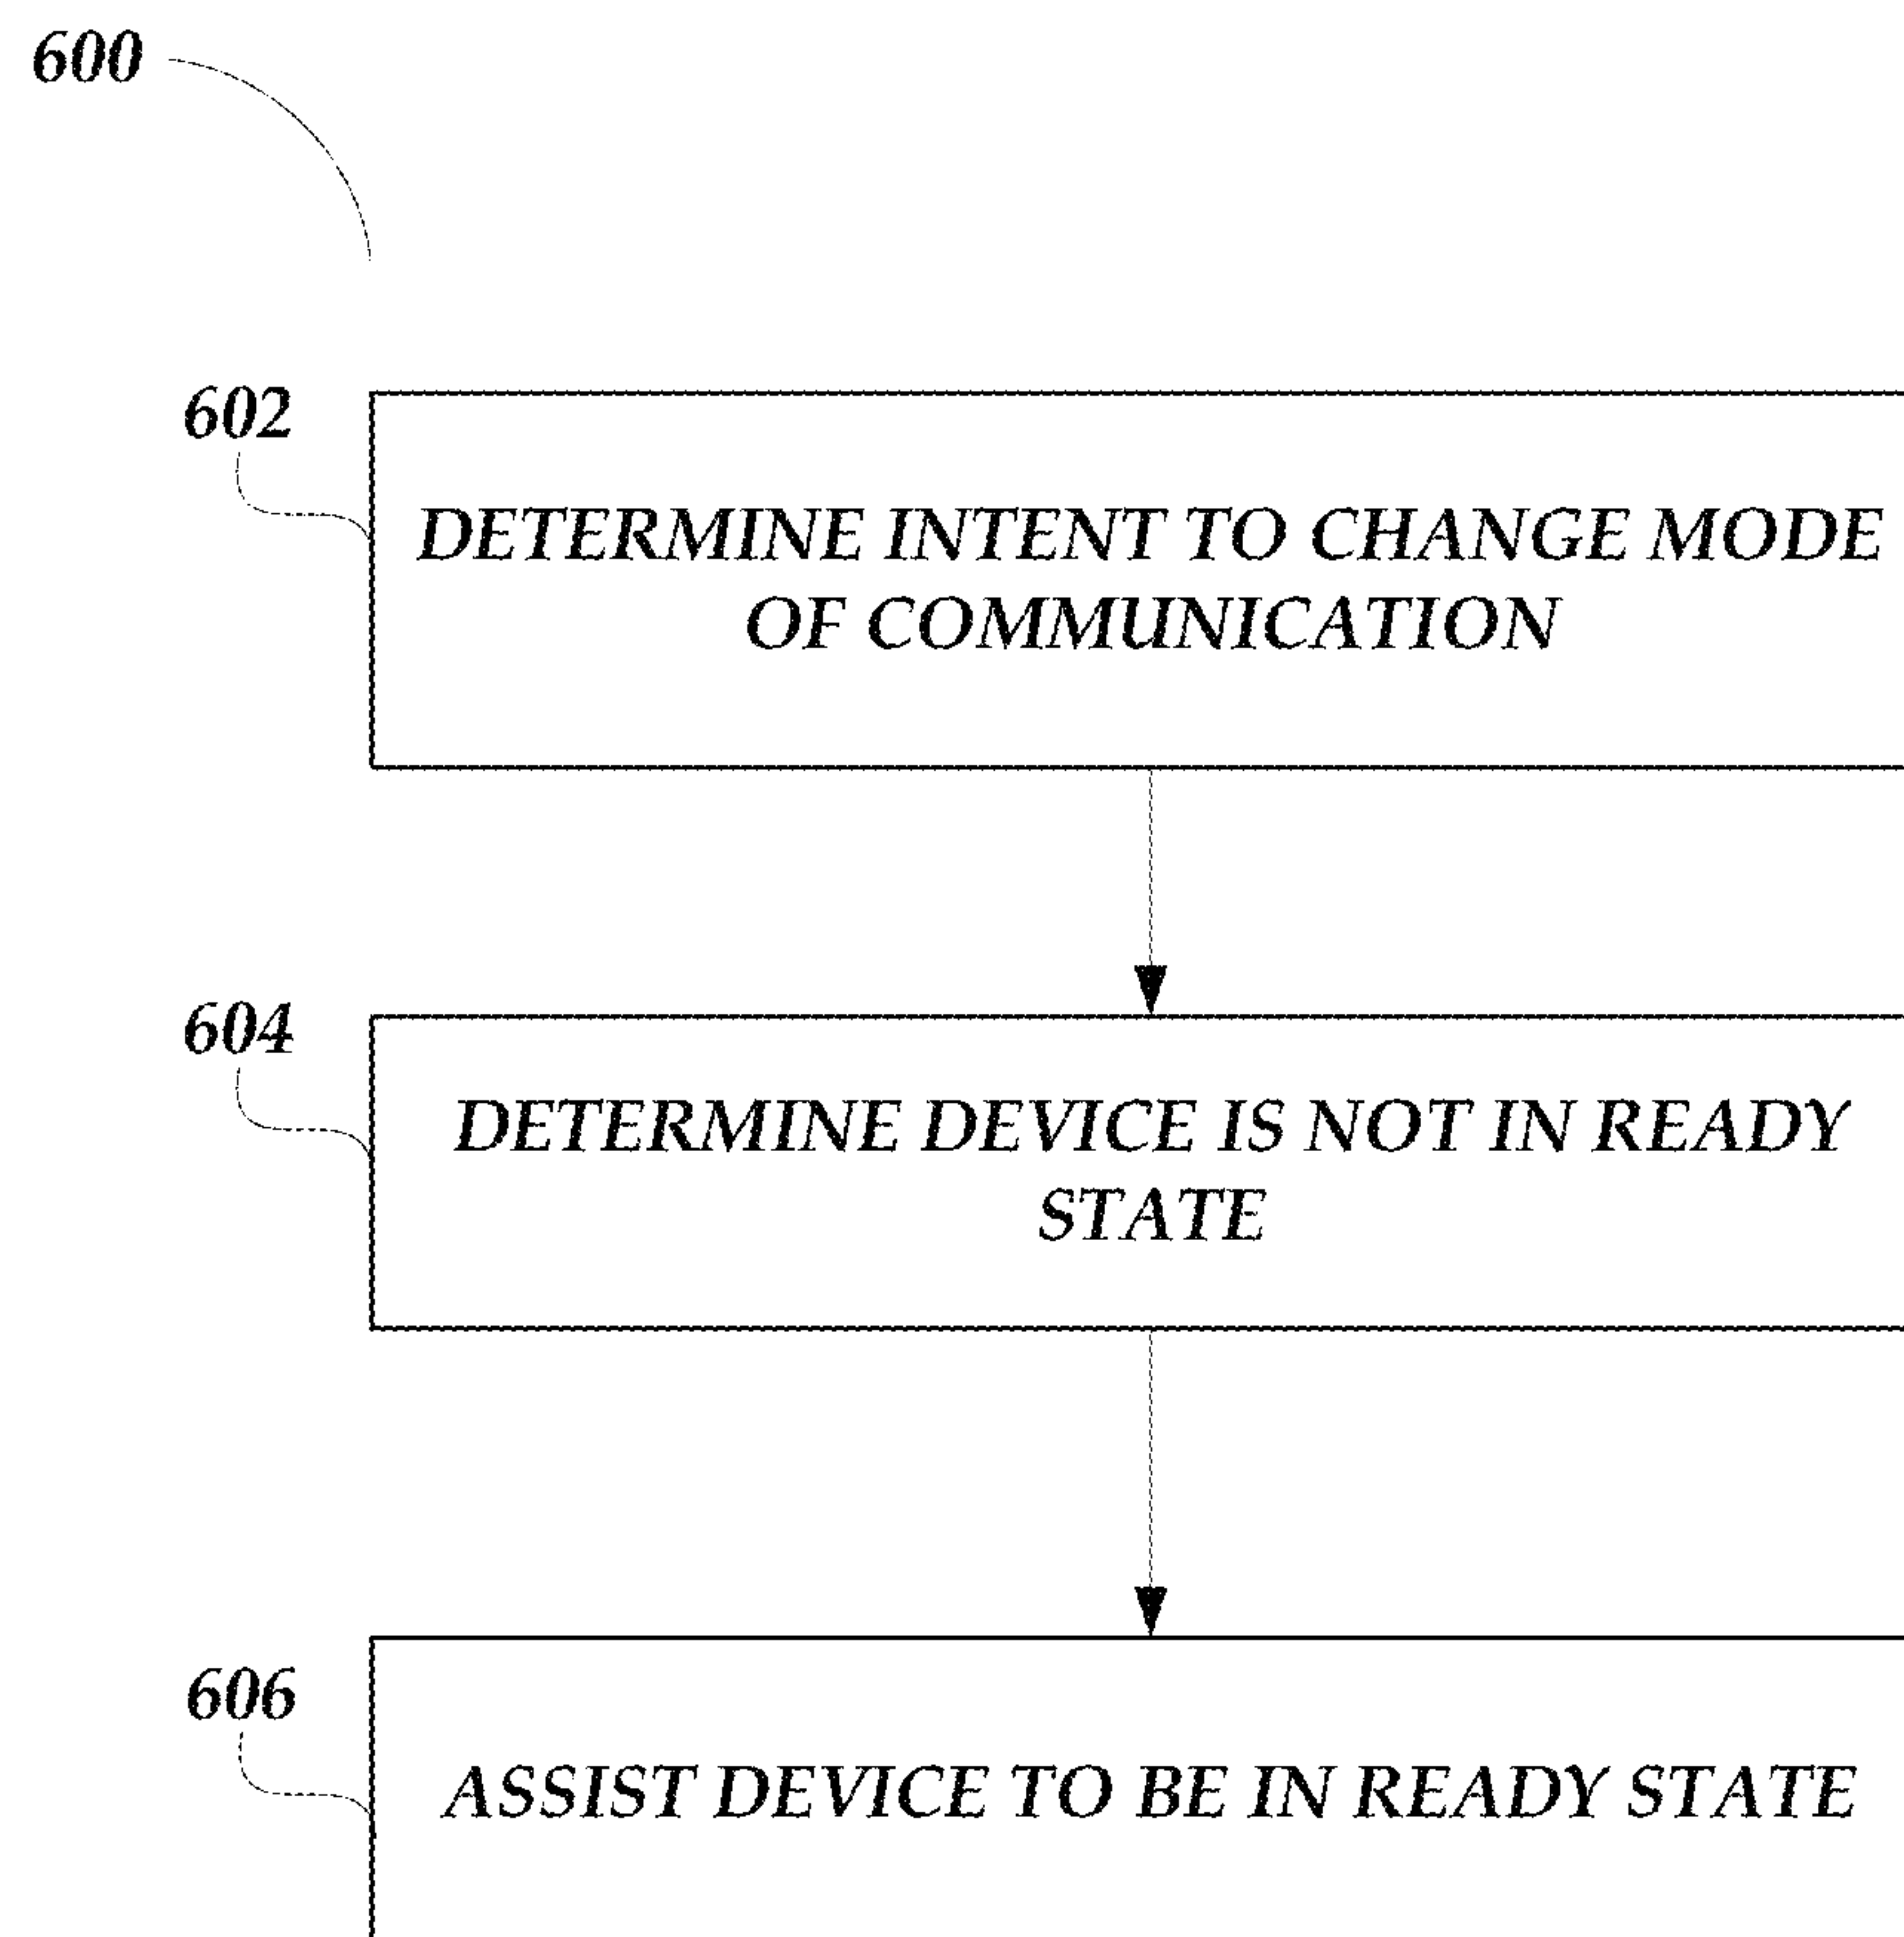 600
602
DETERMINE INTENT TO CHANGE MODE
OF COMMUNICATION
604
DETERMINE DEVICE IS NOT IN READY
STATE
606
ASSIST DEVICE TO BE IN READY STATE